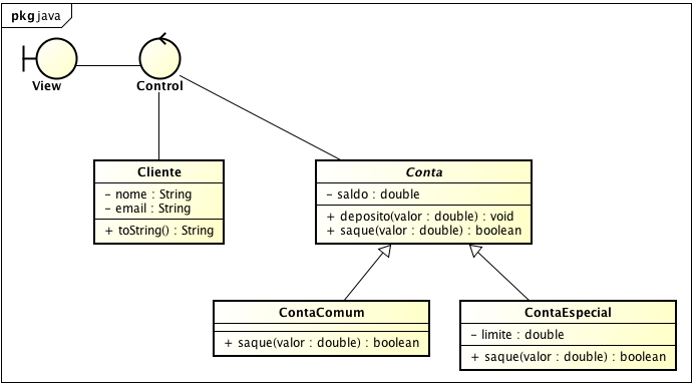 pkg java
View
Control
Cliente
- nome : String
- email : String
+ toString() : String
Conta
- saldo : double
+ deposito(valor : double) : void
+ saque(valor : double) : boolean
ContaComum
+ saque(valor : double) : boolean
ContaEspecial
- limite : double
+ saque(valor : double) : boolean